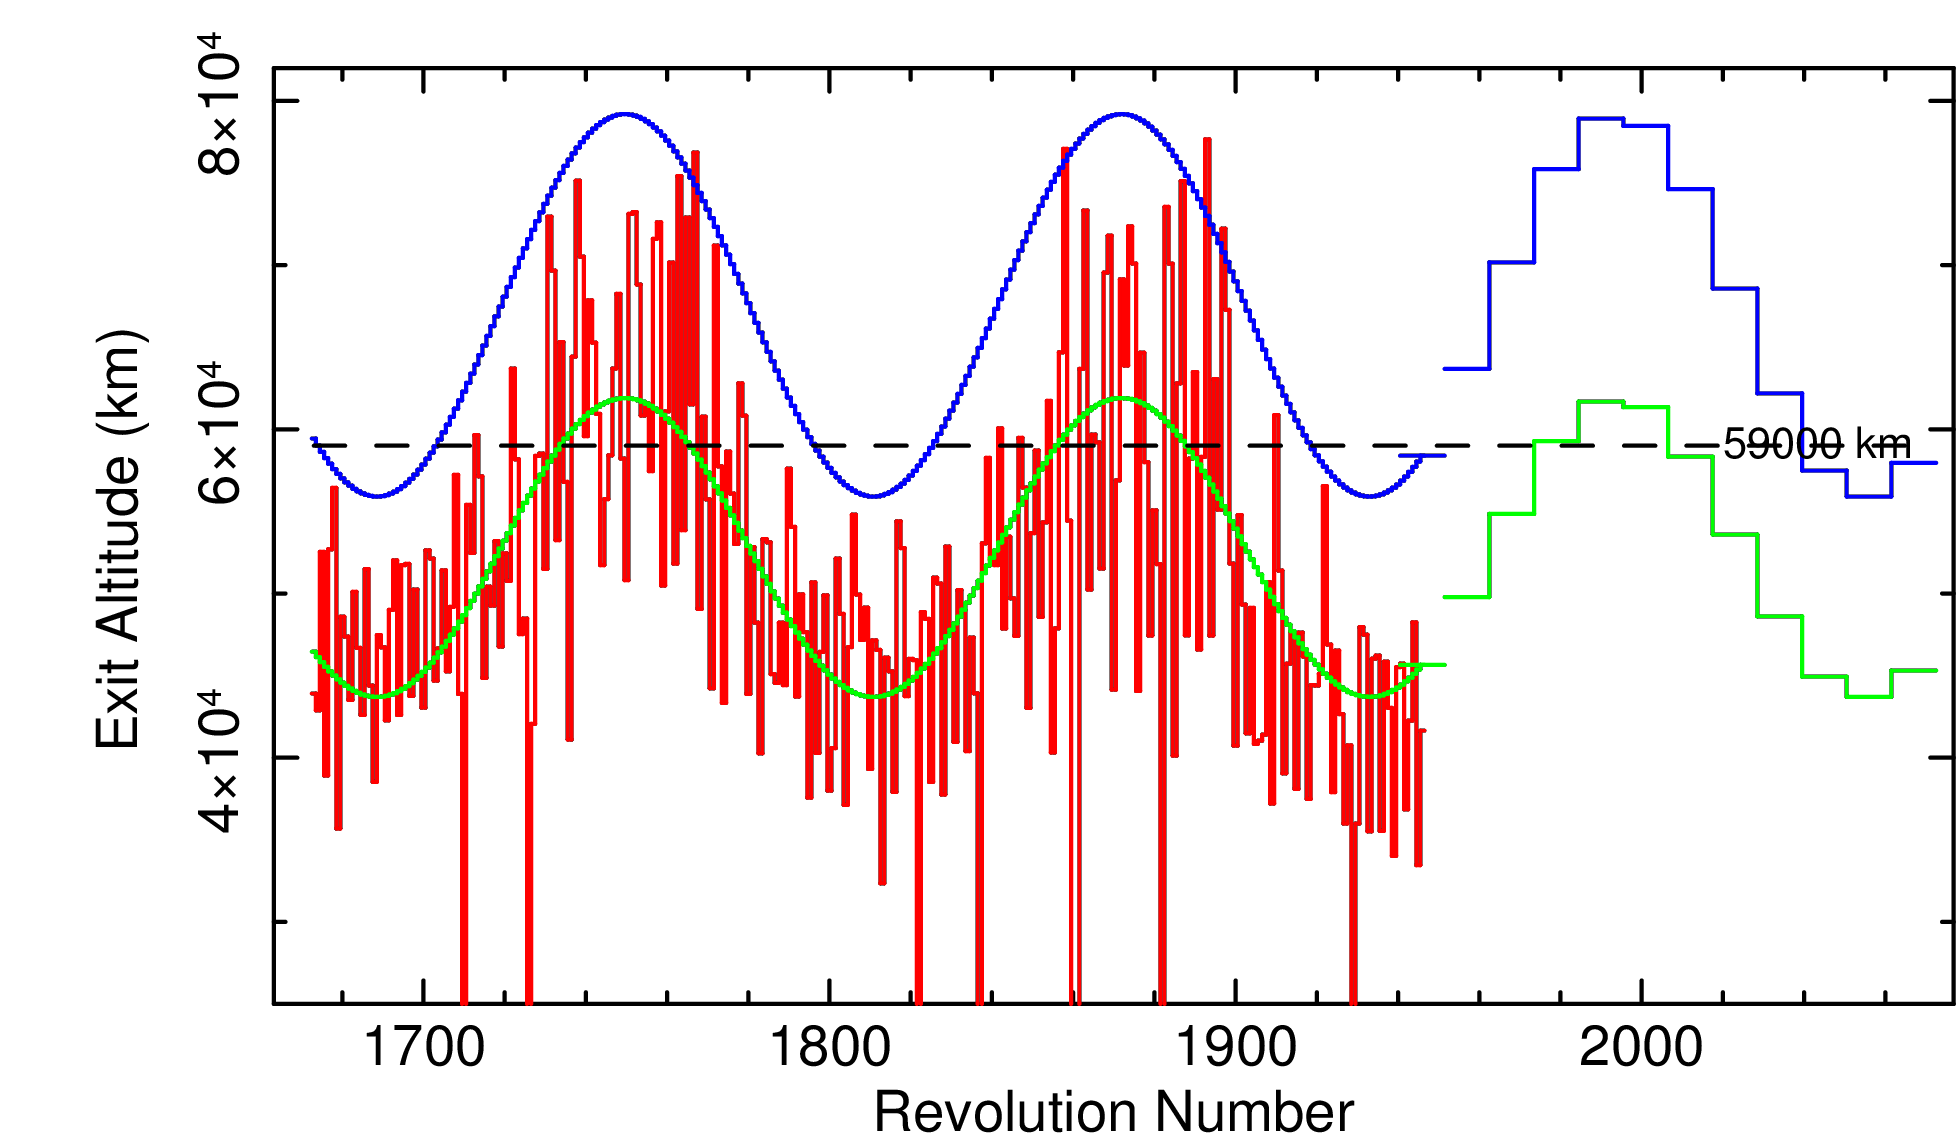 8×10⁴
6×10⁴
4×10⁴
Exit Altitude (km)
59000 km
1700 1800 1900 2000
Revolution Number